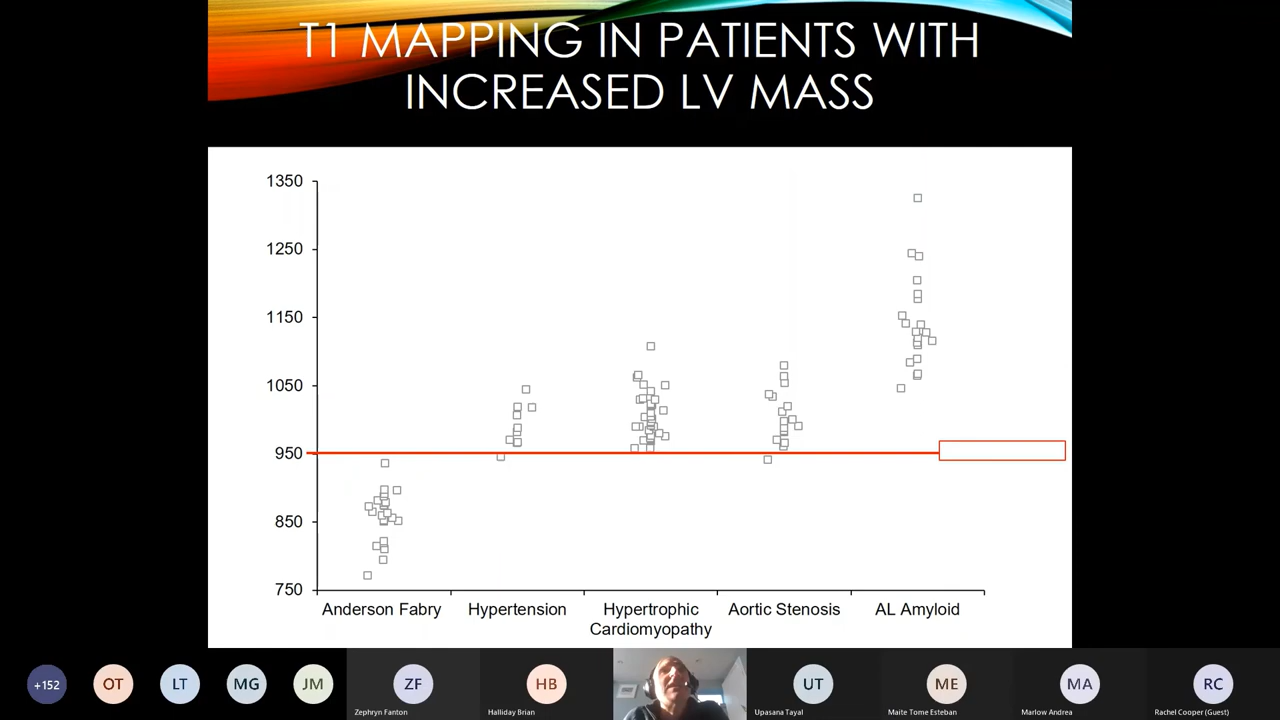 T1 MAPPING IN PATIENTS WITH
INCREASED LV MASS
1350
1250
1150
1050
950
850
750
Anderson Fabry
Hypertension
Hypertrophic
Cardiomyopathy
Aortic Stenosis
AL Amyloid
+152
OT
LT
MG
JM
ZF
Zephryn Fanton
HB
Halliday Brian
UT
Upasana Tayal
ME
Maite Tome Esteban
MA
Marlow Andrea
RC
Rachel Cooper (Guest)